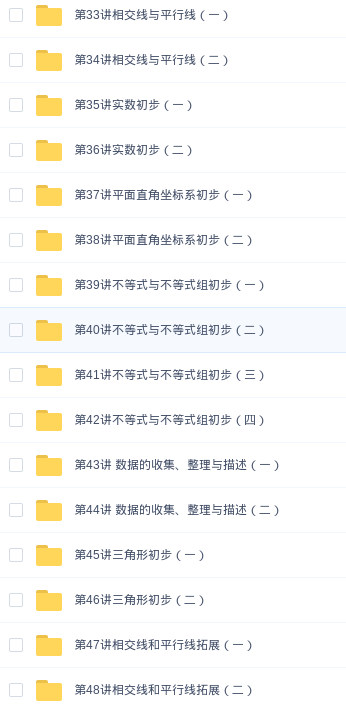 第33讲相交线与平行线（一）
第34讲相交线与平行线（二）
第35讲实数初步（一）
第36讲实数初步（二）
第37讲平面直角坐标系初步（一）
第38讲平面直角坐标系初步（二）
第39讲不等式与不等式组初步（一）
第40讲不等式与不等式组初步（二）
第41讲不等式与不等式组初步（三）
第42讲不等式与不等式组初步（四）
第43讲 数据的收集、整理与描述（一）
第44讲 数据的收集、整理与描述（二）
第45讲三角形初步（一）
第46讲三角形初步（二）
第47讲相交线和平行线拓展（一）
第48讲相交线和平行线拓展（二）